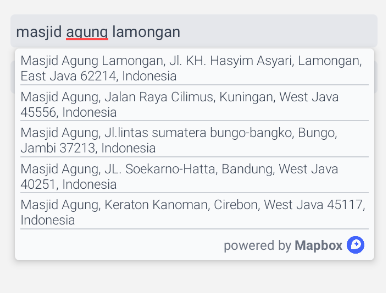 masjid agung lamongan
Masjid Agung Lamongan, Jl. KH. Hasyim Asyari, Lamongan,
East Java 62214, Indonesia
Masjid Agung, Jalan Raya Cilimus, Kuningan, West Java
45556, Indonesia
Masjid Agung, Jl.lintas sumatera bungo-bangko, Bungo,
Jambi 37213, Indonesia
Masjid Agung, JL. Soekarno-Hatta, Bandung, West Java
40251, Indonesia
Masjid Agung, Keraton Kanoman, Cirebon, West Java 45117,
Indonesia
powered by Mapbox